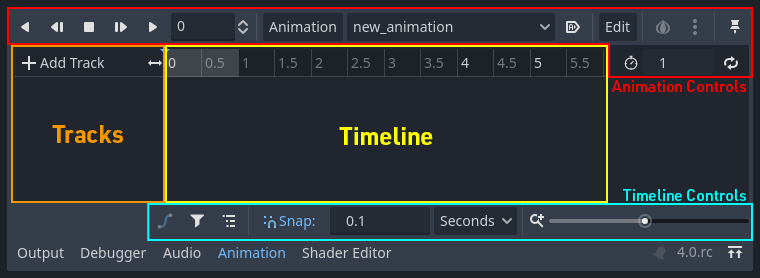 0 Animation new_animation Edit
Add Track 0 0.5 1 1.5 2 2.5 3 3.5 4 4.5 5 5.5 1
Animation Controls
Tracks Timeline
Timeline Controls
Snap: 0.1 Seconds
Output Debugger Audio Animation Shader Editor 4.0.rc